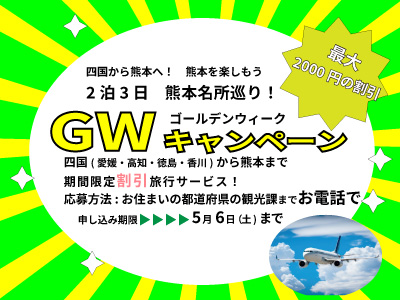 四国から熊本へ! 熊本を楽しもう
最大
2000円の割引
2泊3日 熊本名所巡り!
GW ゴールデンウィーク
キャンペーン
四国(愛媛・高知・徳島・香川)から熊本まで
期間限定割引旅行サービス!
応募方法:お住まいの都道府県の観光課までお電話で
申し込み期限▶▶▶▶5月6日(土)まで